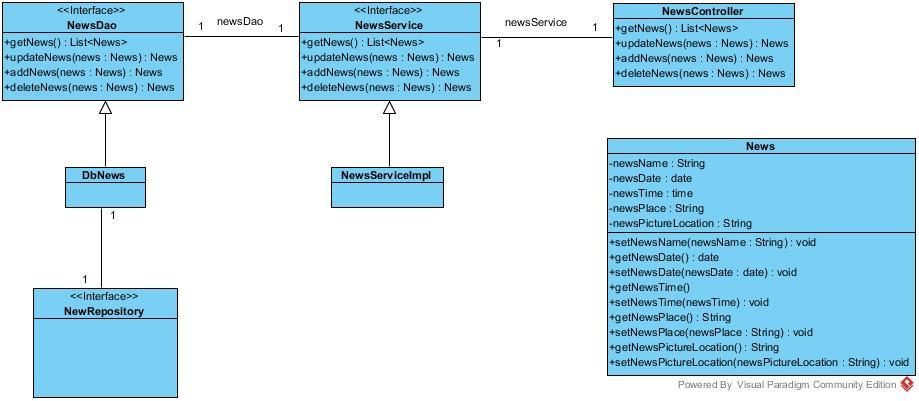 <<Interface>>
NewsDao
+getNews() : List<News>
+updateNews(news : News) : News
+addNews(news : News) : News
+deleteNews(news : News) : News
1
newsDao
1
<<Interface>>
NewsService
+getNews() : List<News>
+updateNews(news : News) : News
+addNews(news : News) : News
+deleteNews(news : News) : News
1
newsService
1
NewsController
+getNews() : List<News>
+updateNews(news : News) : News
+addNews(news : News) : News
+deleteNews(news : News) : News
DbNews
1
1
<<Interface>>
NewRepository
NewsServiceImpl
News
-newsName : String
-newsDate : date
-newsTime : time
-newsPlace : String
-newsPictureLocation : String
+setNewsName(newsName : String) : void
+getNewsDate() : date
+setNewsDate(newsDate : date) : void
+getNewsTime()
+setNewsTime(newsTime) : void
+getNewsPlace() : String
+setNewsPlace(newsPlace : String) : void
+getNewsPictureLocation() : String
+setNewsPictureLocation(newsPictureLocation : String) : void
Powered By Visual Paradigm Community Edition